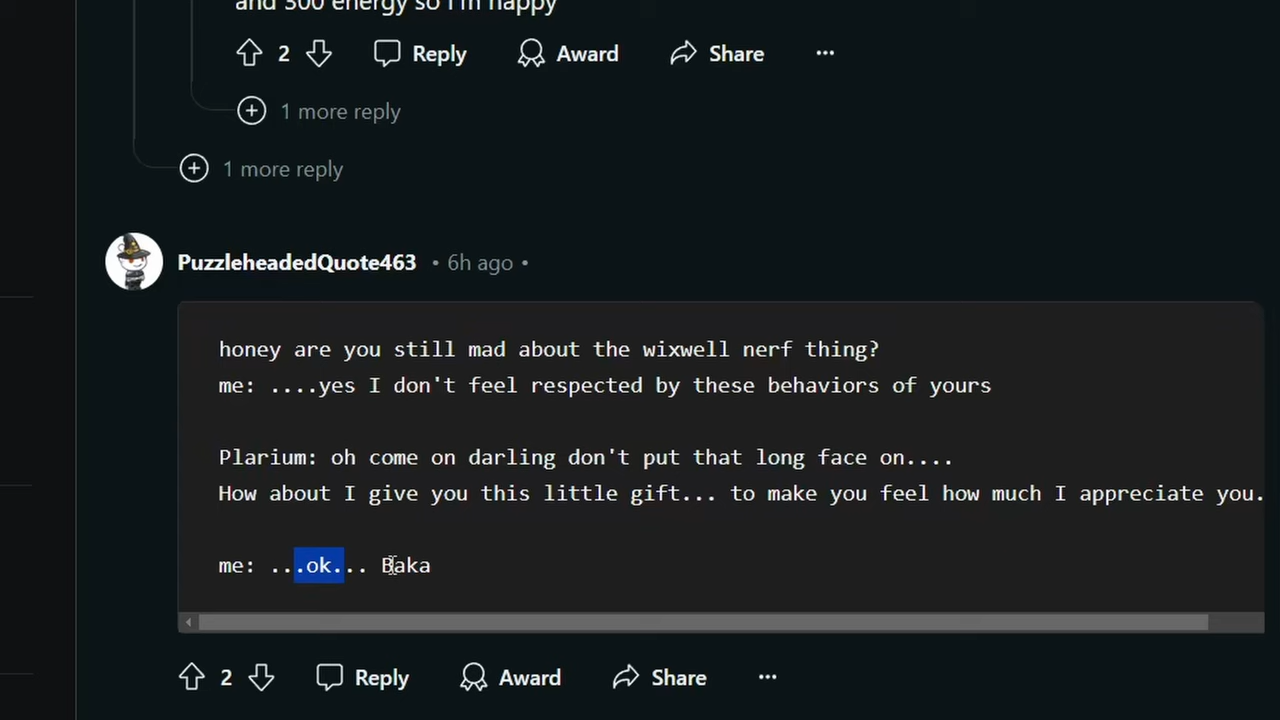 and 300 energy so I'm happy
2 Reply Award Share ...
1 more reply
1 more reply
PuzzleheadedQuote463 • 6h ago •
honey are you still mad about the wixwell nerf thing?
me: ....yes I don't feel respected by these behaviors of yours
Plarium: oh come on darling don't put that long face on....
How about I give you this little gift... to make you feel how much I appreciate you.
me: ...ok... Baka
2 Reply Award Share ...